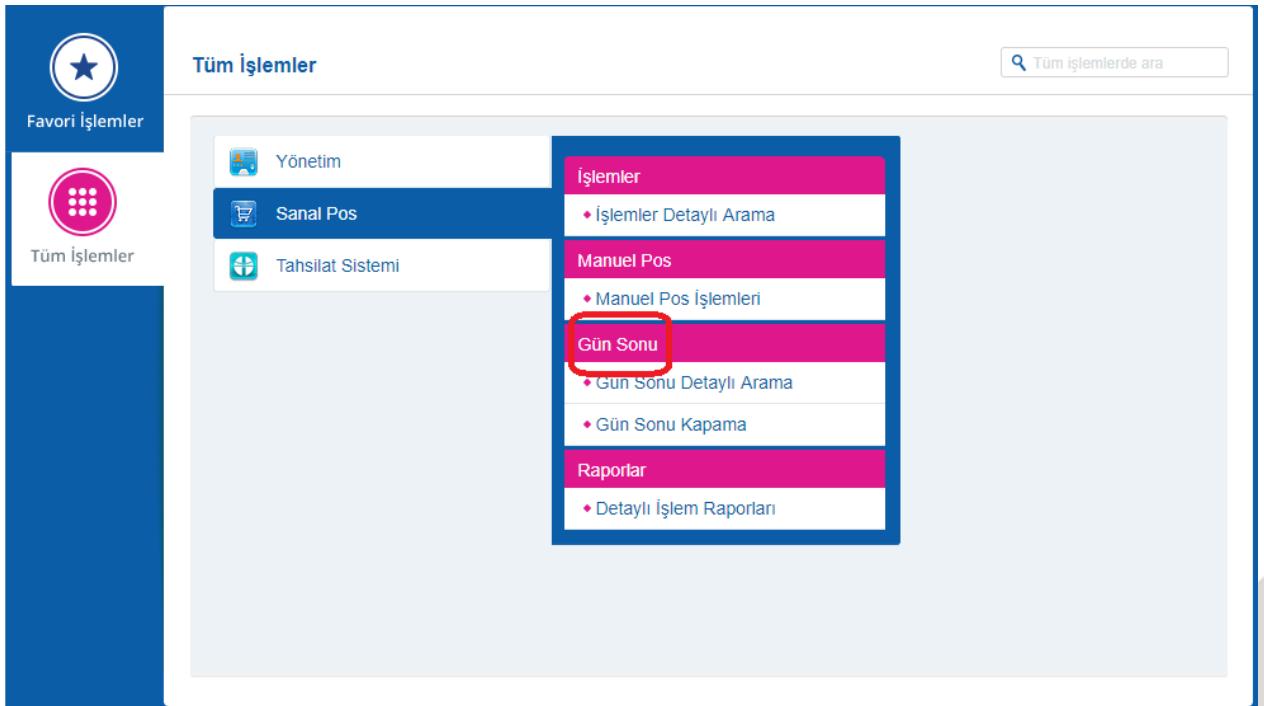 Favori İşlemler
Tüm İşlemler
Tüm İşlemler
Tüm işlemlerde ara
Yönetim
Sanal Pos
Tahsilat Sistemi
İşlemler
İşlemler Detaylı Arama
Manuel Pos
Manuel Pos İşlemleri
Gün Sonu
Gün Sonu Detaylı Arama
Gün Sonu Kapama
Raporlar
Detaylı İşlem Raporları